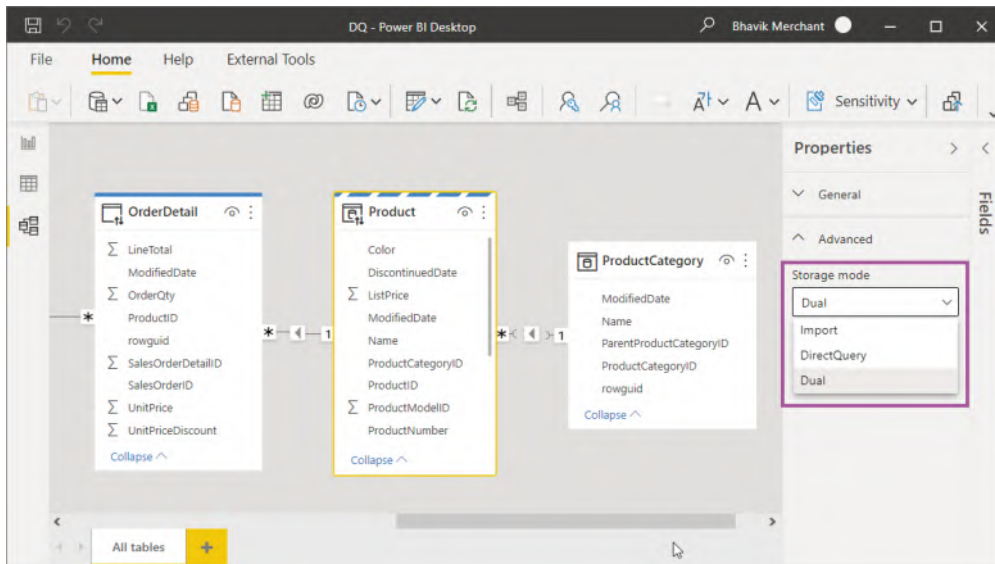 DQ - Power BI Desktop
Bhavik Merchant
File
Home
Help
External Tools
Sensitivity
OrderDetail
LineTotal
ModifiedDate
OrderQty
ProductID
rowguid
SalesOrderDetailID
SalesOrderID
UnitPrice
UnitPriceDiscount
Collapse
*
*
1
Product
Color
DiscontinuedDate
ListPrice
ModifiedDate
Name
ProductCategoryID
ProductID
ProductModelID
ProductNumber
Collapse
*
1
ProductCategory
ModifiedDate
Name
ParentProductCategoryID
ProductCategoryID
rowguid
Collapse
Properties
General
Advanced
Storage mode
Dual
Import
DirectQuery
Dual
Fields
All tables
+